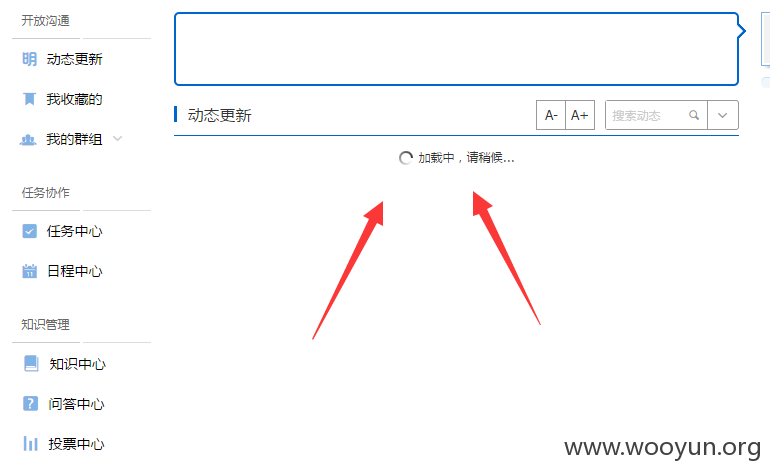 开放沟通
动态更新
我收藏的
我的群组
任务协作
任务中心
日程中心
知识管理
知识中心
问答中心
投票中心
动态更新
A- A+ 搜索动态
加载中，请稍候...
www.wooyun.org